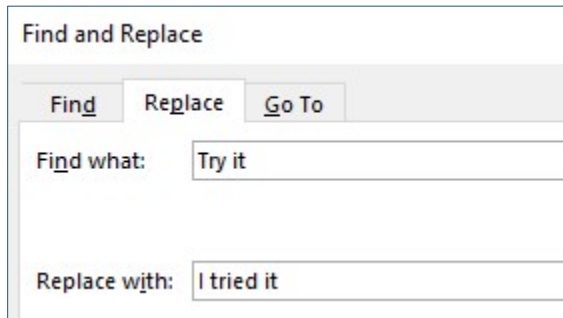 Find and Replace
Find Replace Go To
Find what: Try it
Replace with: I tried it